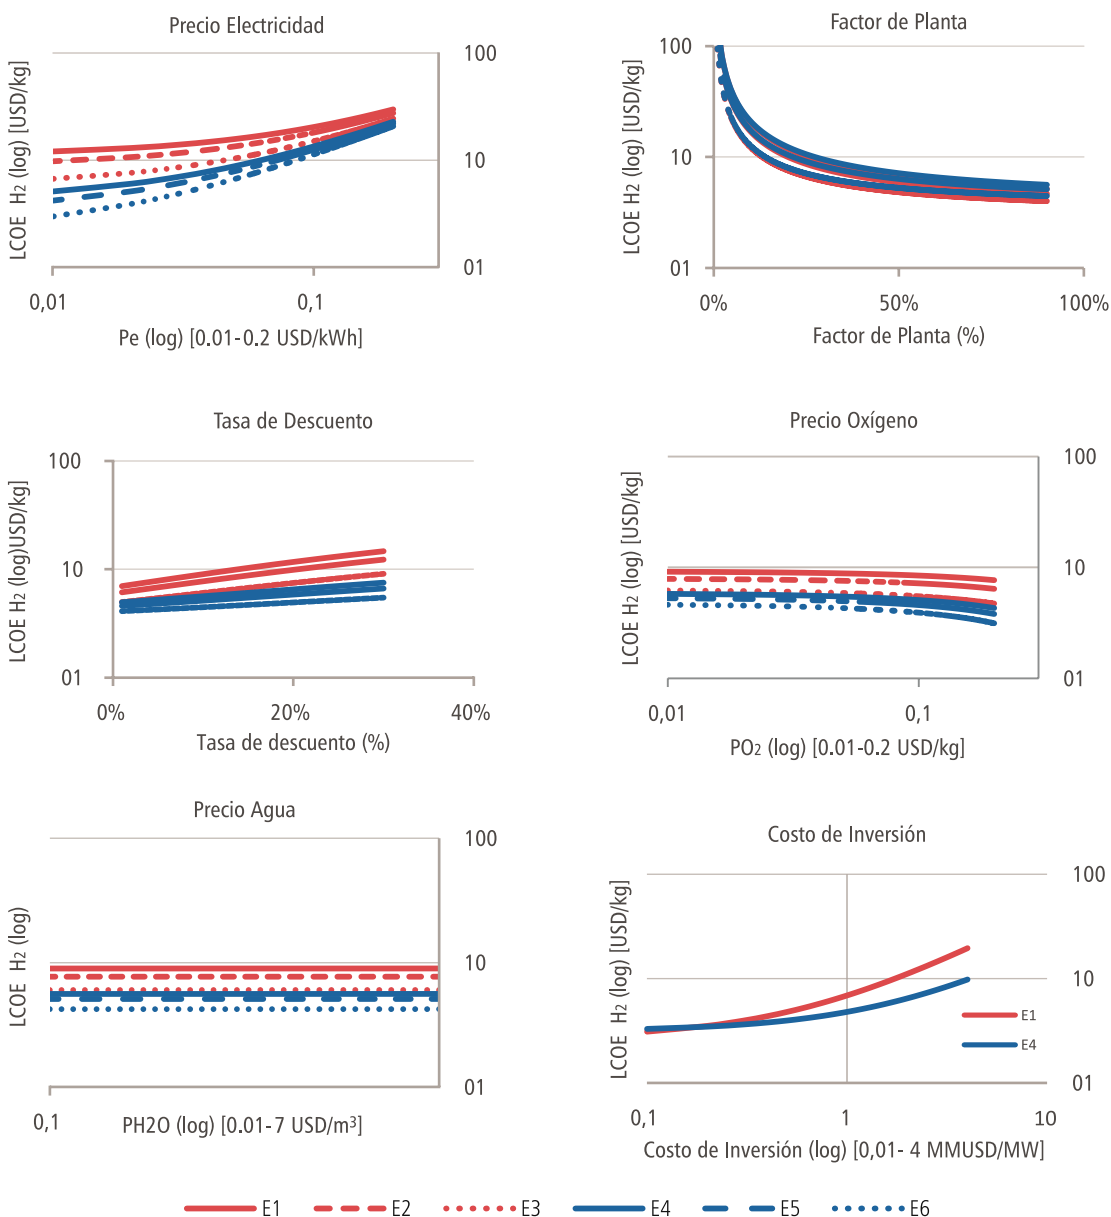 Precio Electricidad
LCOE H2 (log) [USD/kg]
100
10
01
0,01
0,1
Pe (log) [0.01-0.2 USD/kWh]
Factor de Planta
LCOE H2 (log) [USD/kg]
100
10
01
0%
50%
100%
Factor de Planta (%)
Tasa de Descuento
LCOE H2 (log)USD/kg]
100
10
01
0%
20%
40%
Tasa de descuento (%)
Precio Oxígeno
LCOE H2 (log) [USD/kg]
100
10
01
0,01
0,1
PO2 (log) [0.01-0.2 USD/kg]
Precio Agua
LCOE H2 (log)
100
10
01
0,1
PH2O (log) [0.01-7 USD/m³]
Costo de Inversión
LCOE H2 (log) [USD/kg]
100
10
01
E1
E4
0,1
1
10
Costo de Inversión (log) [0,01- 4 MMUSD/MW]
E1 E2 E3 E4 E5 E6